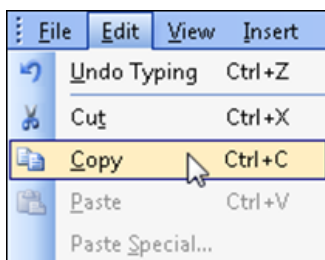 File Edit View Insert
Undo Typing Ctrl+Z
Cut Ctrl+X
Copy Ctrl+C
Paste Ctrl+V
Paste Special...